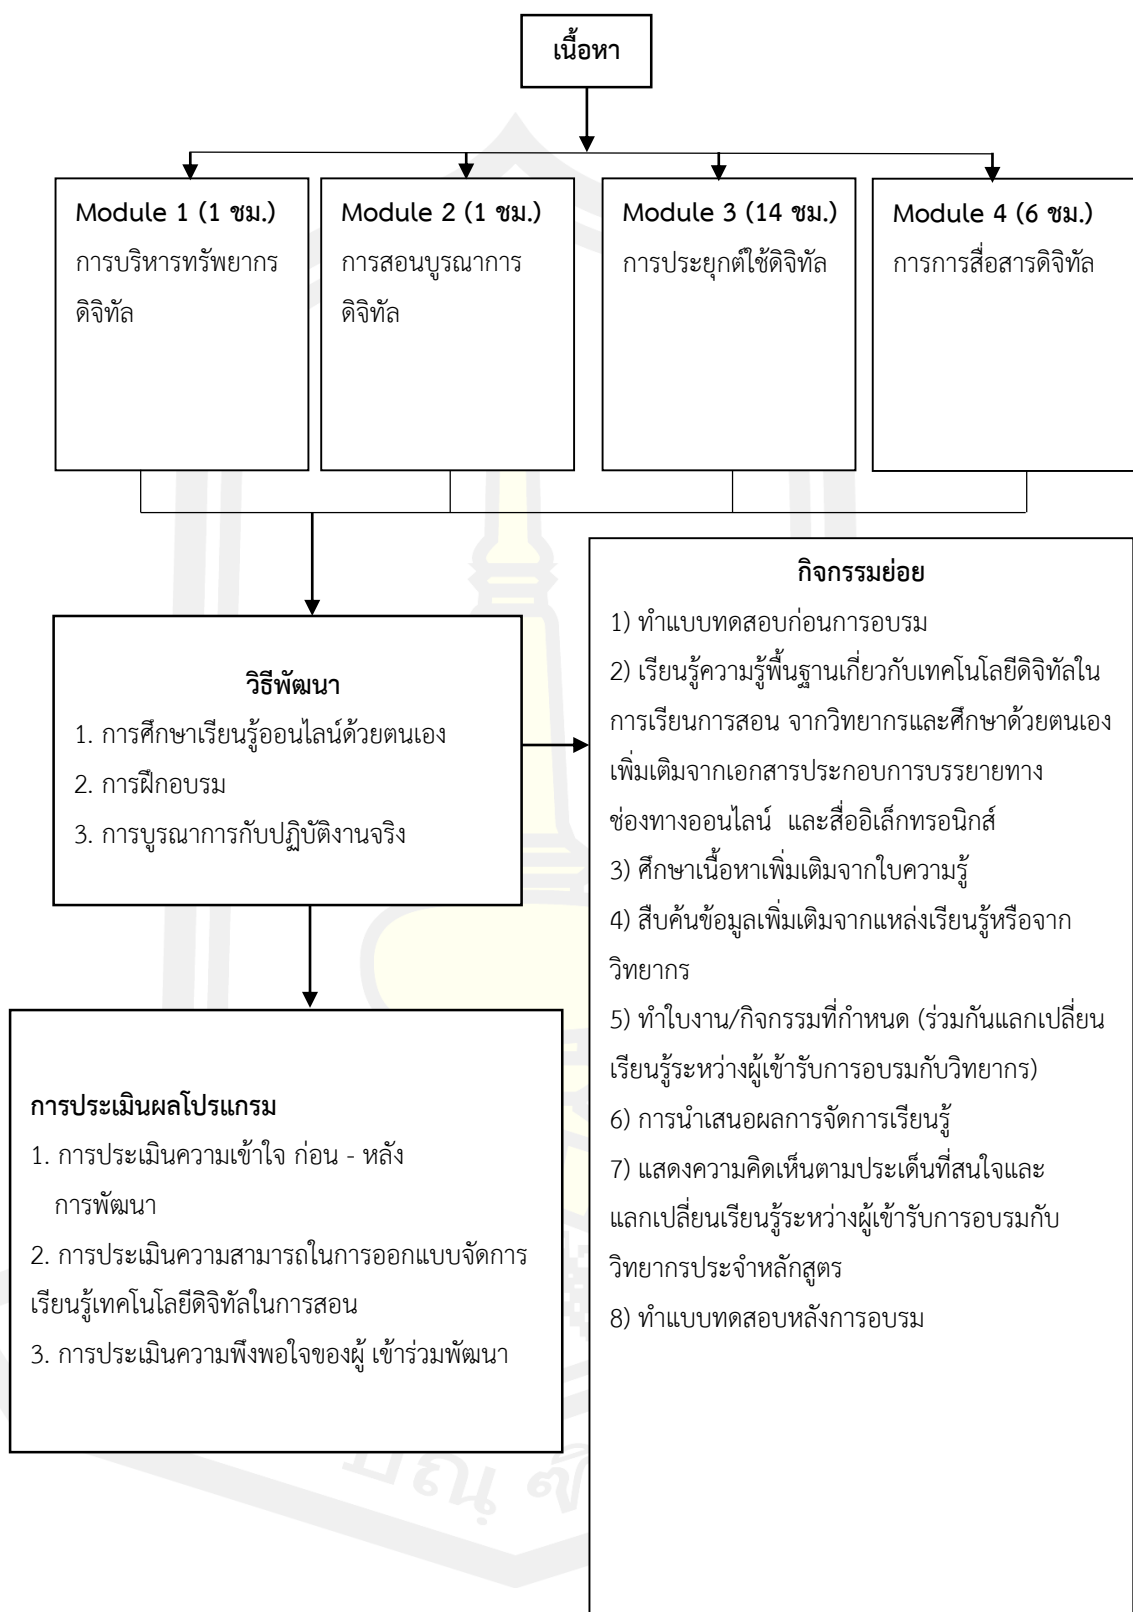 เนื้อหา
Module 1 (1 ชม.)
การบริหารทรัพยากร
ดิจิทัล
Module 2 (1 ชม.)
การสอนบูรณาการ
ดิจิทัล
Module 3 (14 ชม.)
การประยุกต์ใช้ดิจิทัล
Module 4 (6 ชม.)
การการสื่อสารดิจิทัล
วิธีพัฒนา
1. การศึกษาเรียนรู้ออนไลน์ด้วยตนเอง
2. การฝึกอบรม
3. การบูรณาการกับปฏิบัติงานจริง
กิจกรรมย่อย
1) ทำแบบทดสอบก่อนการอบรม
2) เรียนรู้ความรู้พื้นฐานเกี่ยวกับเทคโนโลยีดิจิทัลใน
การเรียนการสอน จากวิทยากรและศึกษาด้วยตนเอง
เพิ่มเติมจากเอกสารประกอบการบรรยายทาง
ช่องทางออนไลน์ และสื่ออิเล็กทรอนิกส์
3) ศึกษาเนื้อหาเพิ่มเติมจากใบความรู้
4) สืบค้นข้อมูลเพิ่มเติมจากแหล่งเรียนรู้หรือจาก
วิทยากร
5) ทำใบงาน/กิจกรรมที่กำหนด (ร่วมกันแลกเปลี่ยน
เรียนรู้ระหว่างผู้เข้ารับการอบรมกับวิทยากร)
6) การนำเสนอผลการจัดการเรียนรู้
7) แสดงความคิดเห็นตามประเด็นที่สนใจและ
แลกเปลี่ยนเรียนรู้ระหว่างผู้เข้ารับการอบรมกับ
วิทยากรประจำหลักสูตร
8) ทำแบบทดสอบหลังการอบรม
การประเมินผลโปรแกรม
1. การประเมินความเข้าใจ ก่อน - หลัง
การพัฒนา
2. การประเมินความสามารถในการออกแบบจัดการ
เรียนรู้เทคโนโลยีดิจิทัลในการสอน
3. การประเมินความพึงพอใจของผู้ เข้าร่วมพัฒนา